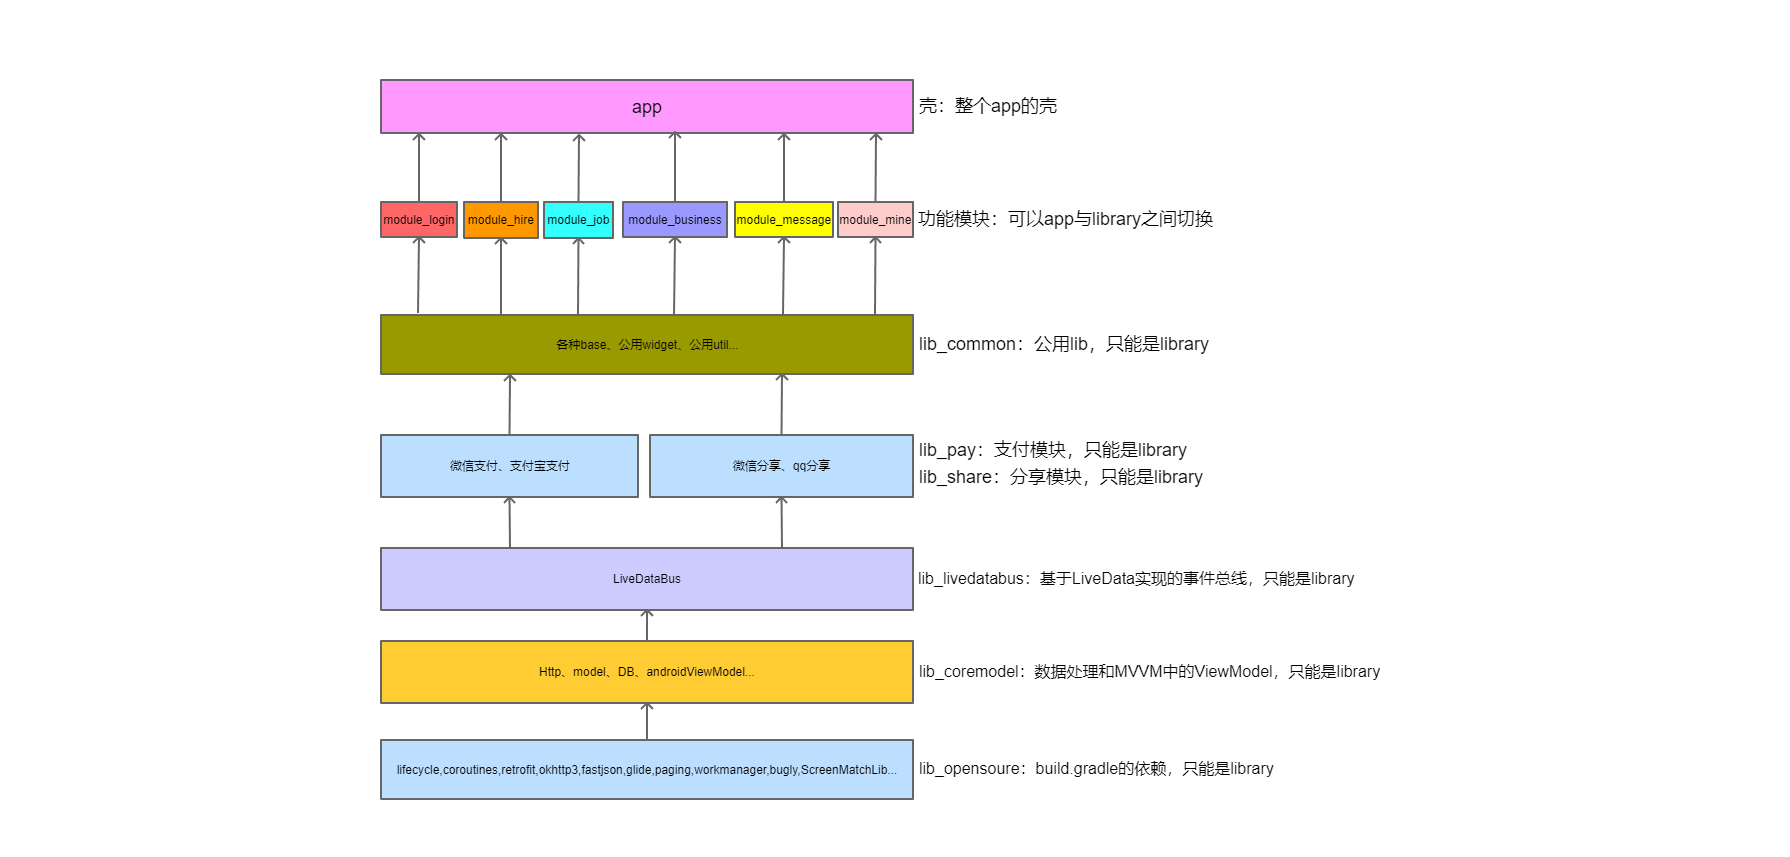 app
壳：整个app的壳
module_login
module_hire
module_job
module_business
module_message
module_mine
功能模块：可以app与library之间切换
各种base、公用widget、公用util...
lib_common：公用lib，只能是library
微信支付、支付宝支付
微信分享、qq分享
lib_pay：支付模块，只能是library
lib_share：分享模块，只能是library
LiveDataBus
lib_livedatabus：基于LiveData实现的事件总线，只能是library
Http、model、DB、androidViewModel...
lib_coremodel：数据处理和MVVM中的ViewModel，只能是library
lifecycle,coroutines,retrofit,okhttp3,fastjson,glide,paging,workmanager,bugly,ScreenMatchLib...
lib_opensoure：build.gradle的依赖，只能是library